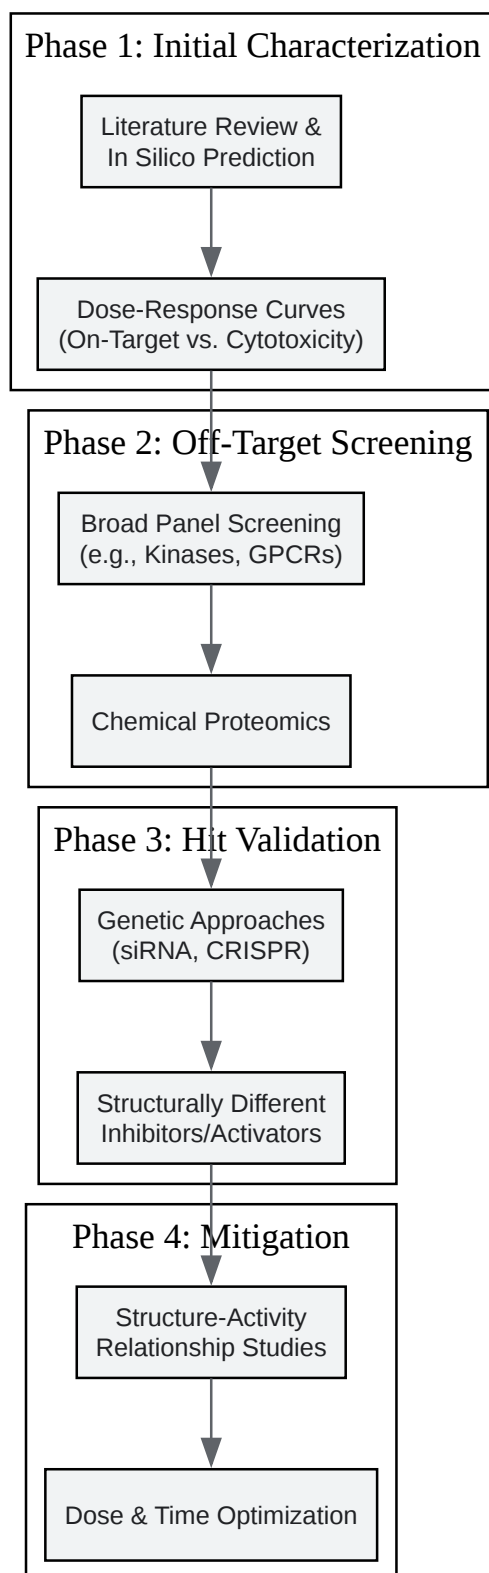 Phase 1: Initial Characterization
Literature Review &
In Silico Prediction
Dose-Response Curves
(On-Target vs. Cytotoxicity)
Phase 2: Off-Target Screening
Broad Panel Screening
(e.g., Kinases, GPCRs)
Chemical Proteomics
Phase 3: Hit Validation
Genetic Approaches
(siRNA, CRISPR)
Structurally Different
Inhibitors/Activators
Phase 4: Mitigation
Structure-Activity
Relationship Studies
Dose & Time Optimization